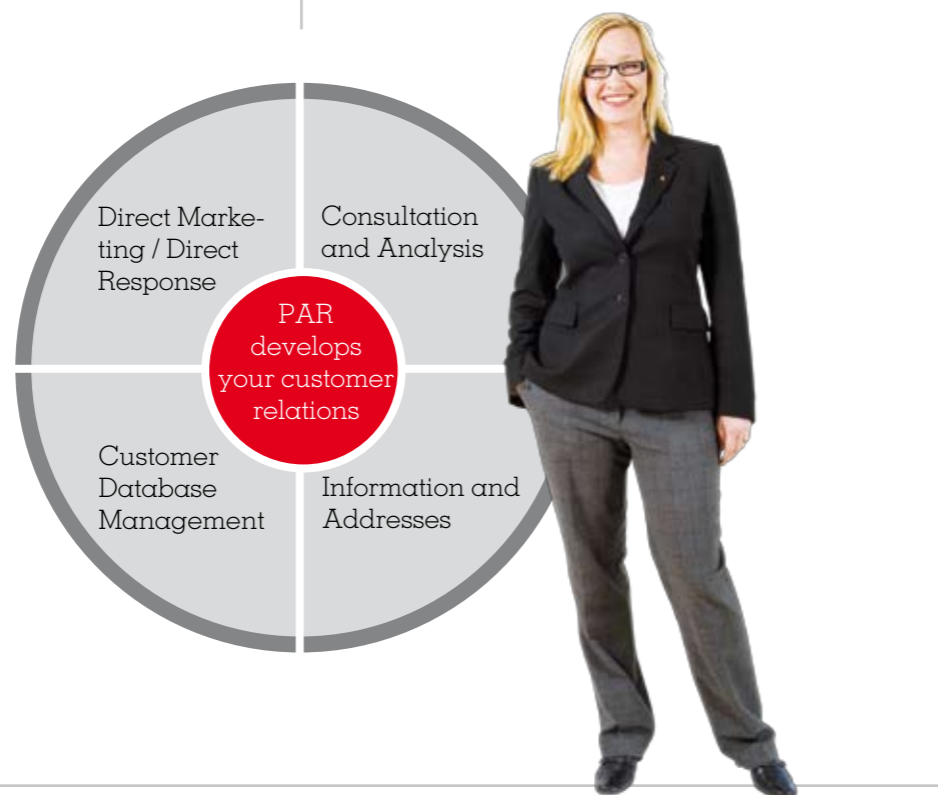 Direct Marke-
ting / Direct
Response
Consultation
and Analysis
PAR
develops
your customer
relations
Customer
Database
Management
Information and
Addresses